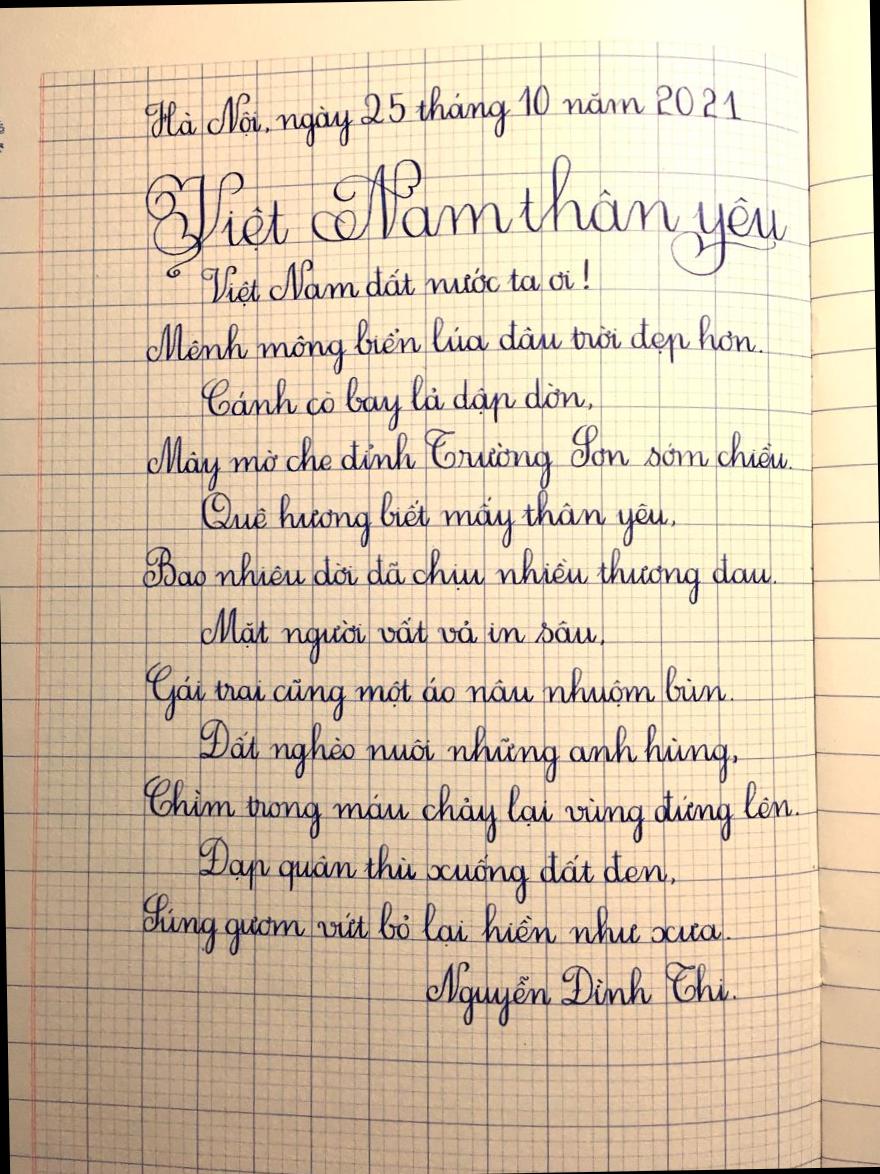 Hà Nội, ngày 25 tháng 10 năm 2021
Việt Nam thân yêu
Việt Nam đất nước ta ơi!
Mênh mông biển lúa đâu trời đẹp hơn.
Cánh cò bay lả dập dờn,
Mây mờ che đỉnh Trường Sơn sớm chiều.
Quê hương biết mấy thân yêu,
Bao nhiêu đời đã chịu nhiều thương đau.
Mặt người vất vả in sâu,
Gái trai cũng một áo nâu nhuộm bùn.
Đất nghèo nuôi những anh hùng,
Chìm trong máu chảy lại vùng đứng lên.
Đạp quân thù xuống đất đen,
Súng gươm vứt bỏ lại hiền như xưa.
Nguyễn Đình Thi.